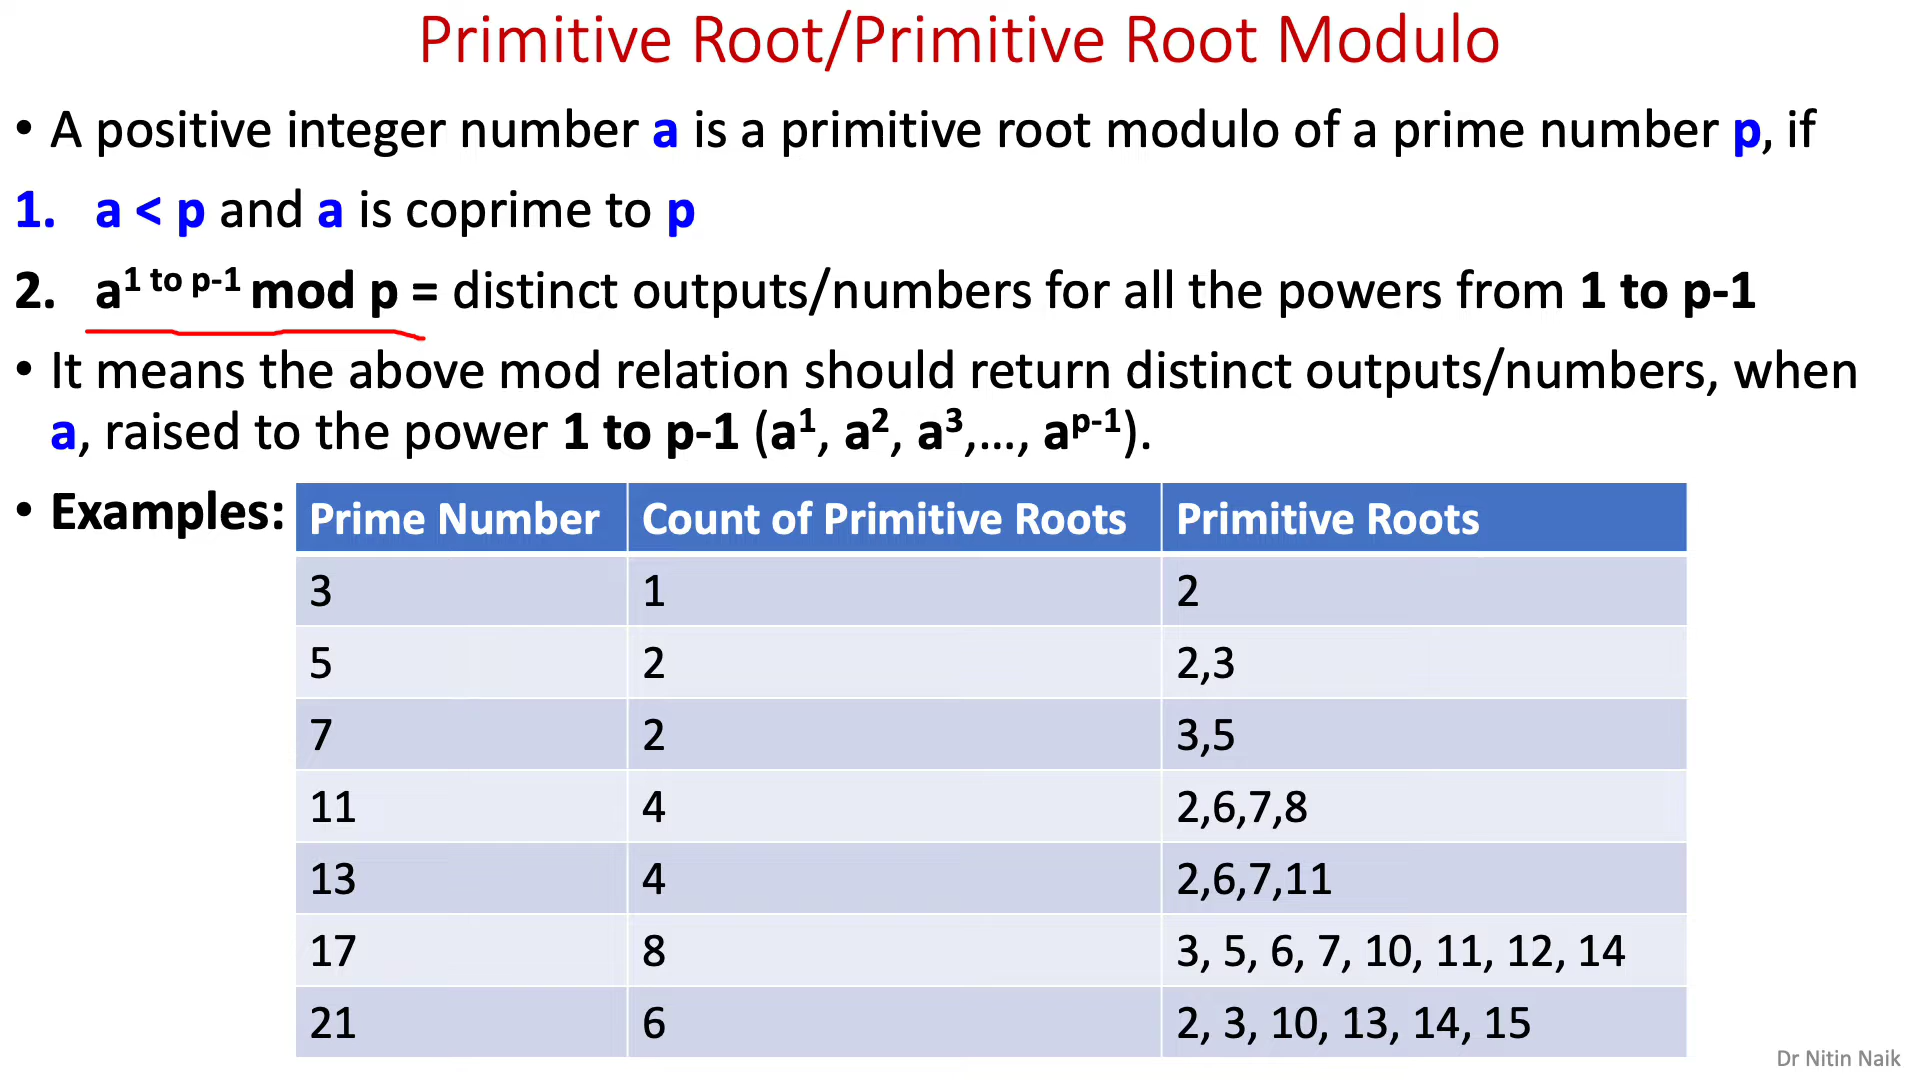 Primitive Root/Primitive Root Modulo
• A positive integer number a is a primitive root modulo of a prime number p, if
1. a < p and a is coprime to p
2. a^1 to p-1 mod p = distinct outputs/numbers for all the powers from 1 to p-1
• It means the above mod relation should return distinct outputs/numbers, when
a, raised to the power 1 to p-1 (a^1, a^2, a^3,..., a^p-1).
• Examples:
Prime Number Count of Primitive Roots Primitive Roots
3 1 2
5 2 2,3
7 2 3,5
11 4 2,6,7,8
13 4 2,6,7,11
17 8 3, 5, 6, 7, 10, 11, 12, 14
21 6 2, 3, 10, 13, 14, 15
Dr Nitin Naik